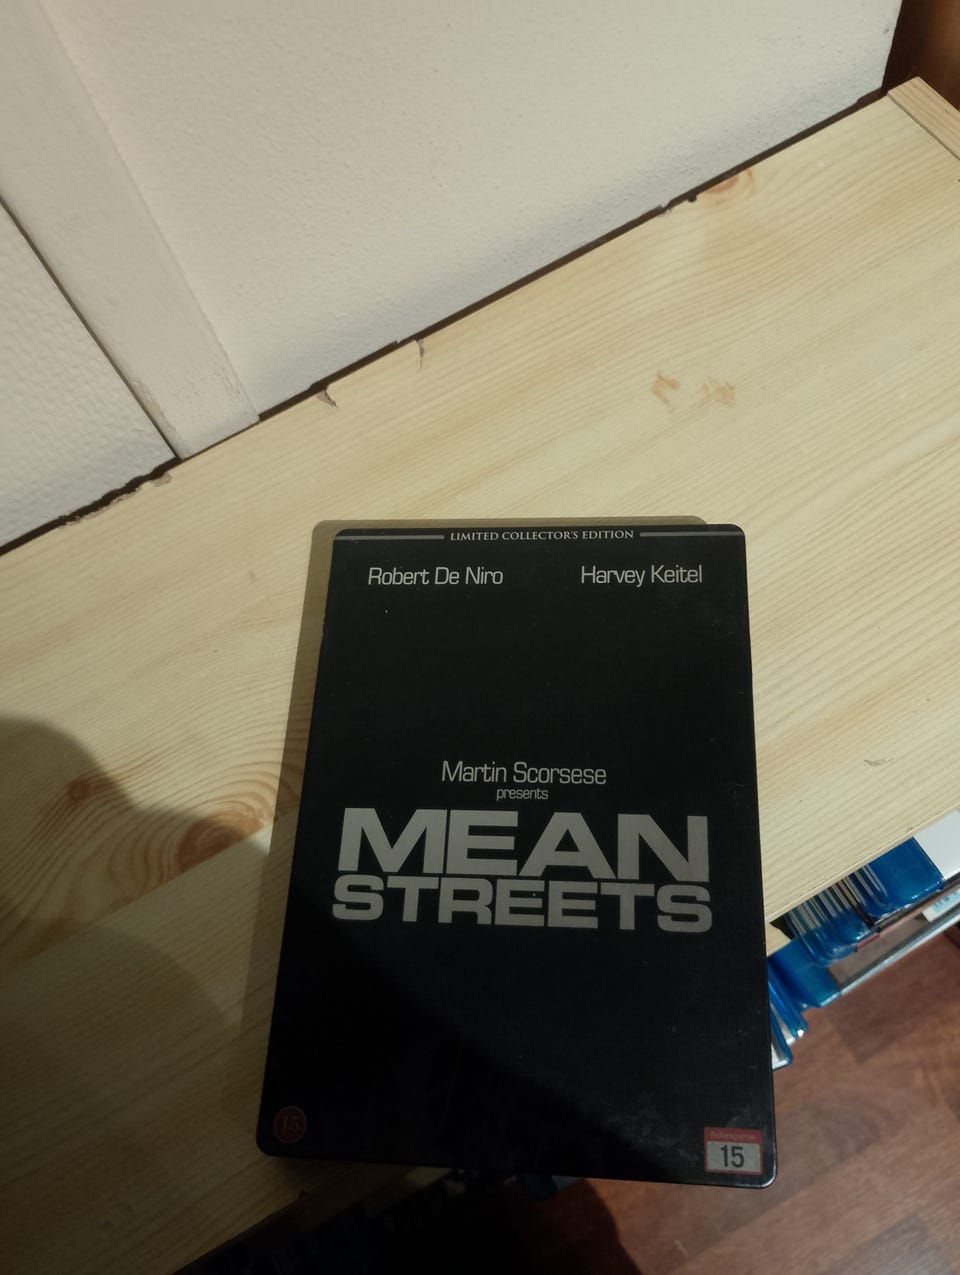 LIMITED COLLECTOR'S EDITION
Robert De Niro
Harvey Keitel
Martin Scorsese
presents
MEAN
STREETS
15
15